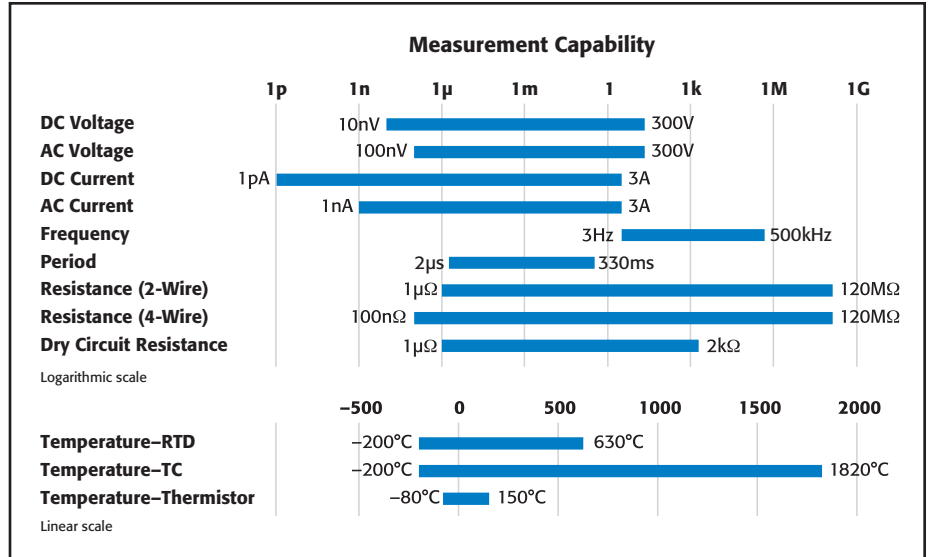 Measurement Capability
1p 1n 1µ 1m 1 1k 1M 1G
DC Voltage 10nV 300V
AC Voltage 100nV 300V
DC Current 1pA 3A
AC Current 1nA 3A
Frequency 3Hz 500kHz
Period 2µs 330ms
Resistance (2-Wire) 1µΩ 120MΩ
Resistance (4-Wire) 100nΩ 120MΩ
Dry Circuit Resistance 1µΩ 2kΩ
Logarithmic scale
–500 0 500 1000 1500 2000
Temperature–RTD –200°C 630°C
Temperature–TC –200°C 1820°C
Temperature–Thermistor –80°C 150°C
Linear scale